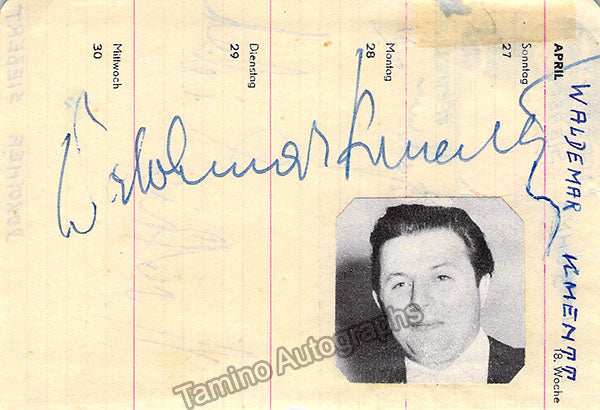 APRIL
WALDEMAR KMENTT
18. Woche
Sonntag
27
Montag
28
Dienstag
29
Mittwoch
30
Waldemar Kmentt
Tamino Autographs